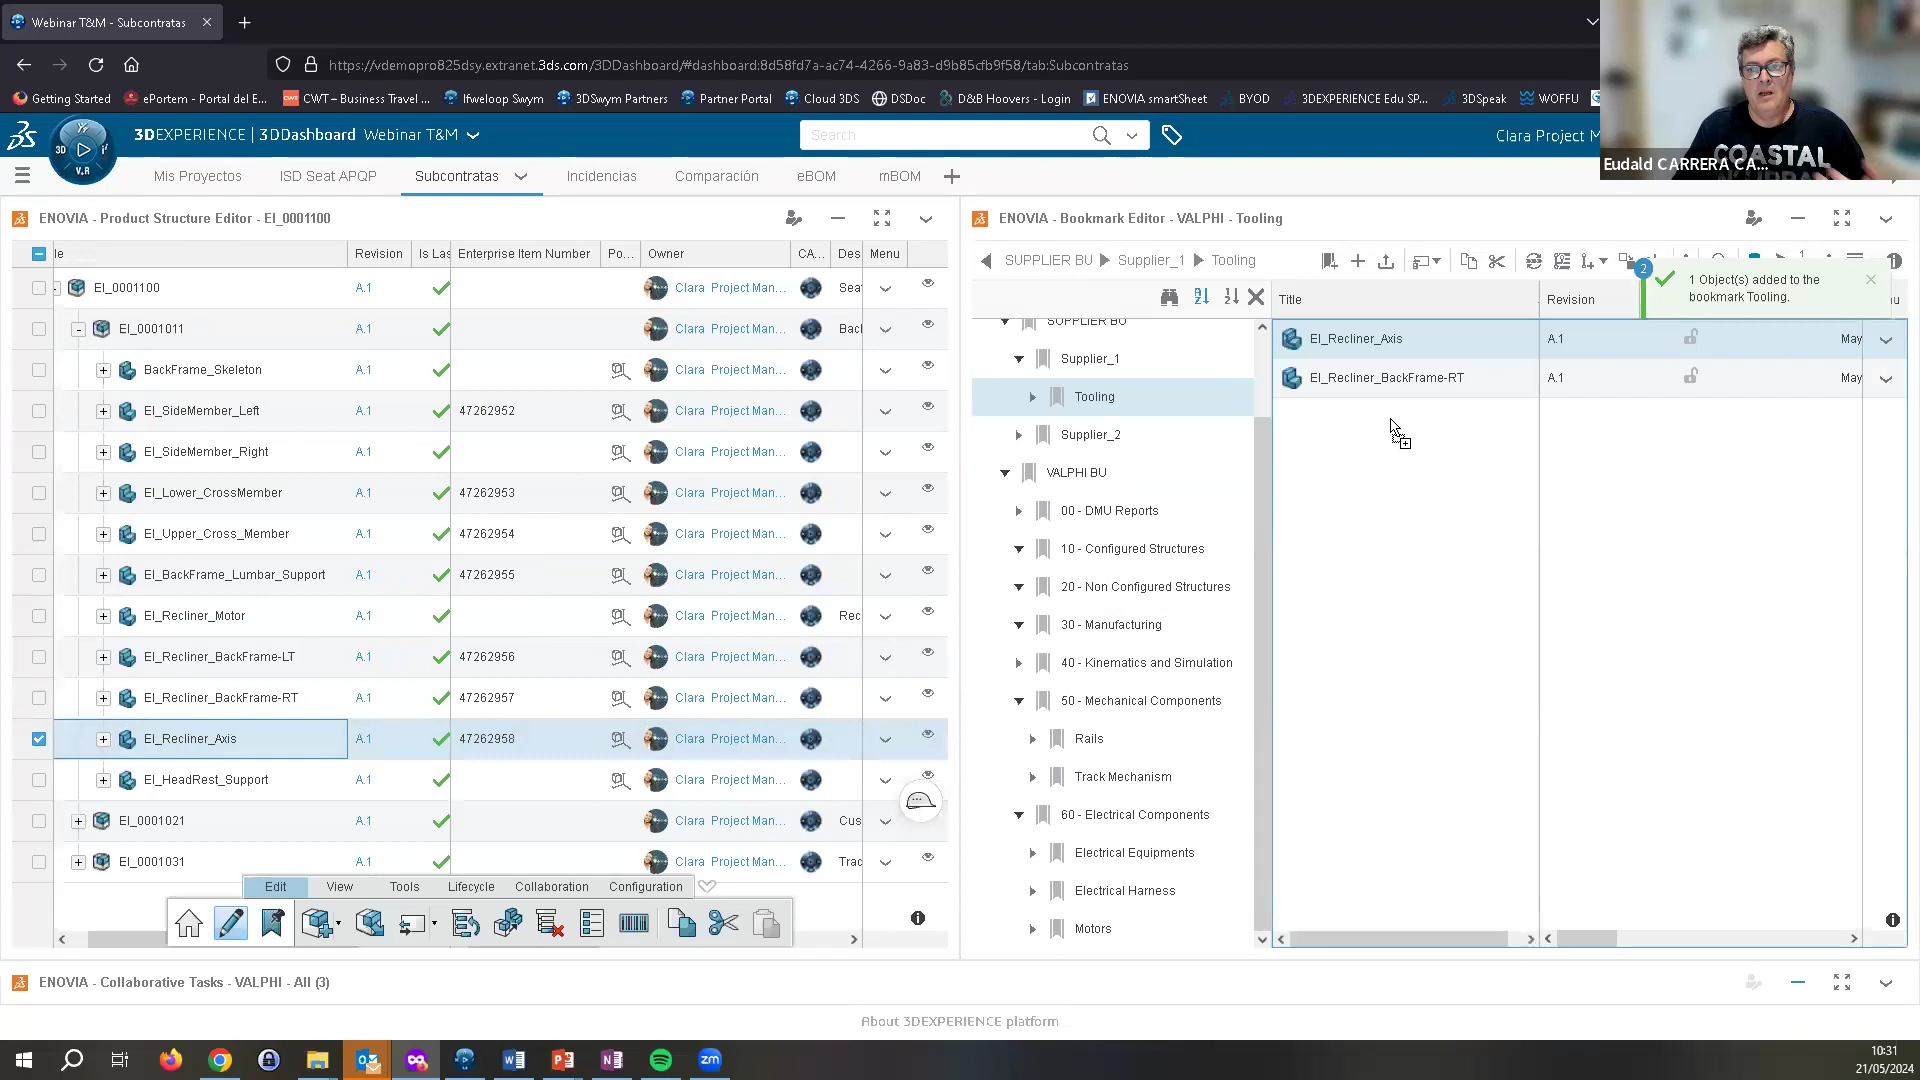 Webinar T&M - Subcontratas
https://vdemopro825dsy.extranet.3ds.com/3DDashboard/#dashboard:8d58fd7a-ac74-4266-9a83-d9b85cfb9f58/tab:Subcontratas
Getting Started
ePortem - Portal del E...
CWT – Business Travel ...
Ifweloop Swym
3DSwym Partners
Partner Portal
Cloud 3DS
DSDoc
D&B Hoovers - Login
ENOVIA smartSheet
BYOD
3DEXPERIENCE Edu SP...
3DSpeak
WOFFU
COASTAL
Eudald CARRERA CA...
3D
V.R
3DEXPERIENCE | 3DDashboard Webinar T&M
Search
Clara Project M
Mis Proyectos
ISD Seat APQP
Subcontratas
Incidencias
Comparación
eBOM
mBOM
ENOVIA - Product Structure Editor - EI_0001100
le Revision Is Las Enterprise Item Number Po... Owner CA... Des Menu
EI_0001100 A.1 Clara Project Man... Sea
EI_0001011 A.1 Clara Project Man... Bacl
BackFrame_Skeleton A.1 Clara Project Man...
EI_SideMember_Left A.1 47262952 Clara Project Man...
EI_SideMember_Right A.1 Clara Project Man...
EI_Lower_CrossMember A.1 47262953 Clara Project Man...
EI_Upper_Cross_Member A.1 47262954 Clara Project Man...
EI_BackFrame_Lumbar_Support A.1 47262955 Clara Project Man...
EI_Recliner_Motor A.1 Clara Project Man... Rec
EI_Recliner_BackFrame-LT A.1 47262956 Clara Project Man...
EI_Recliner_BackFrame-RT A.1 47262957 Clara Project Man...
EI_Recliner_Axis A.1 47262958 Clara Project Man...
EI_HeadRest_Support A.1 Clara Project Man...
EI_0001021 A.1 Clara Project Man... Cus
EI_0001031 A.1 Clara Project Man... Trac
Edit View Tools Lifecycle Collaboration Configuration
ENOVIA - Bookmark Editor - VALPHI - Tooling
SUPPLIER BU Supplier_1 Tooling
2
1 Object(s) added to the
bookmark Tooling.
Title Revision
EI_Recliner_Axis A.1 May
EI_Recliner_BackFrame-RT A.1 May
SUPPLIER BU
Supplier_1
Tooling
Supplier_2
VALPHI BU
00 - DMU Reports
10 - Configured Structures
20 - Non Configured Structures
30 - Manufacturing
40 - Kinematics and Simulation
50 - Mechanical Components
Rails
Track Mechanism
60 - Electrical Components
Electrical Equipments
Electrical Harness
Motors
ENOVIA - Collaborative Tasks - VALPHI - All (3)
About 3DEXPERIENCE platform
10:31
21/05/2024